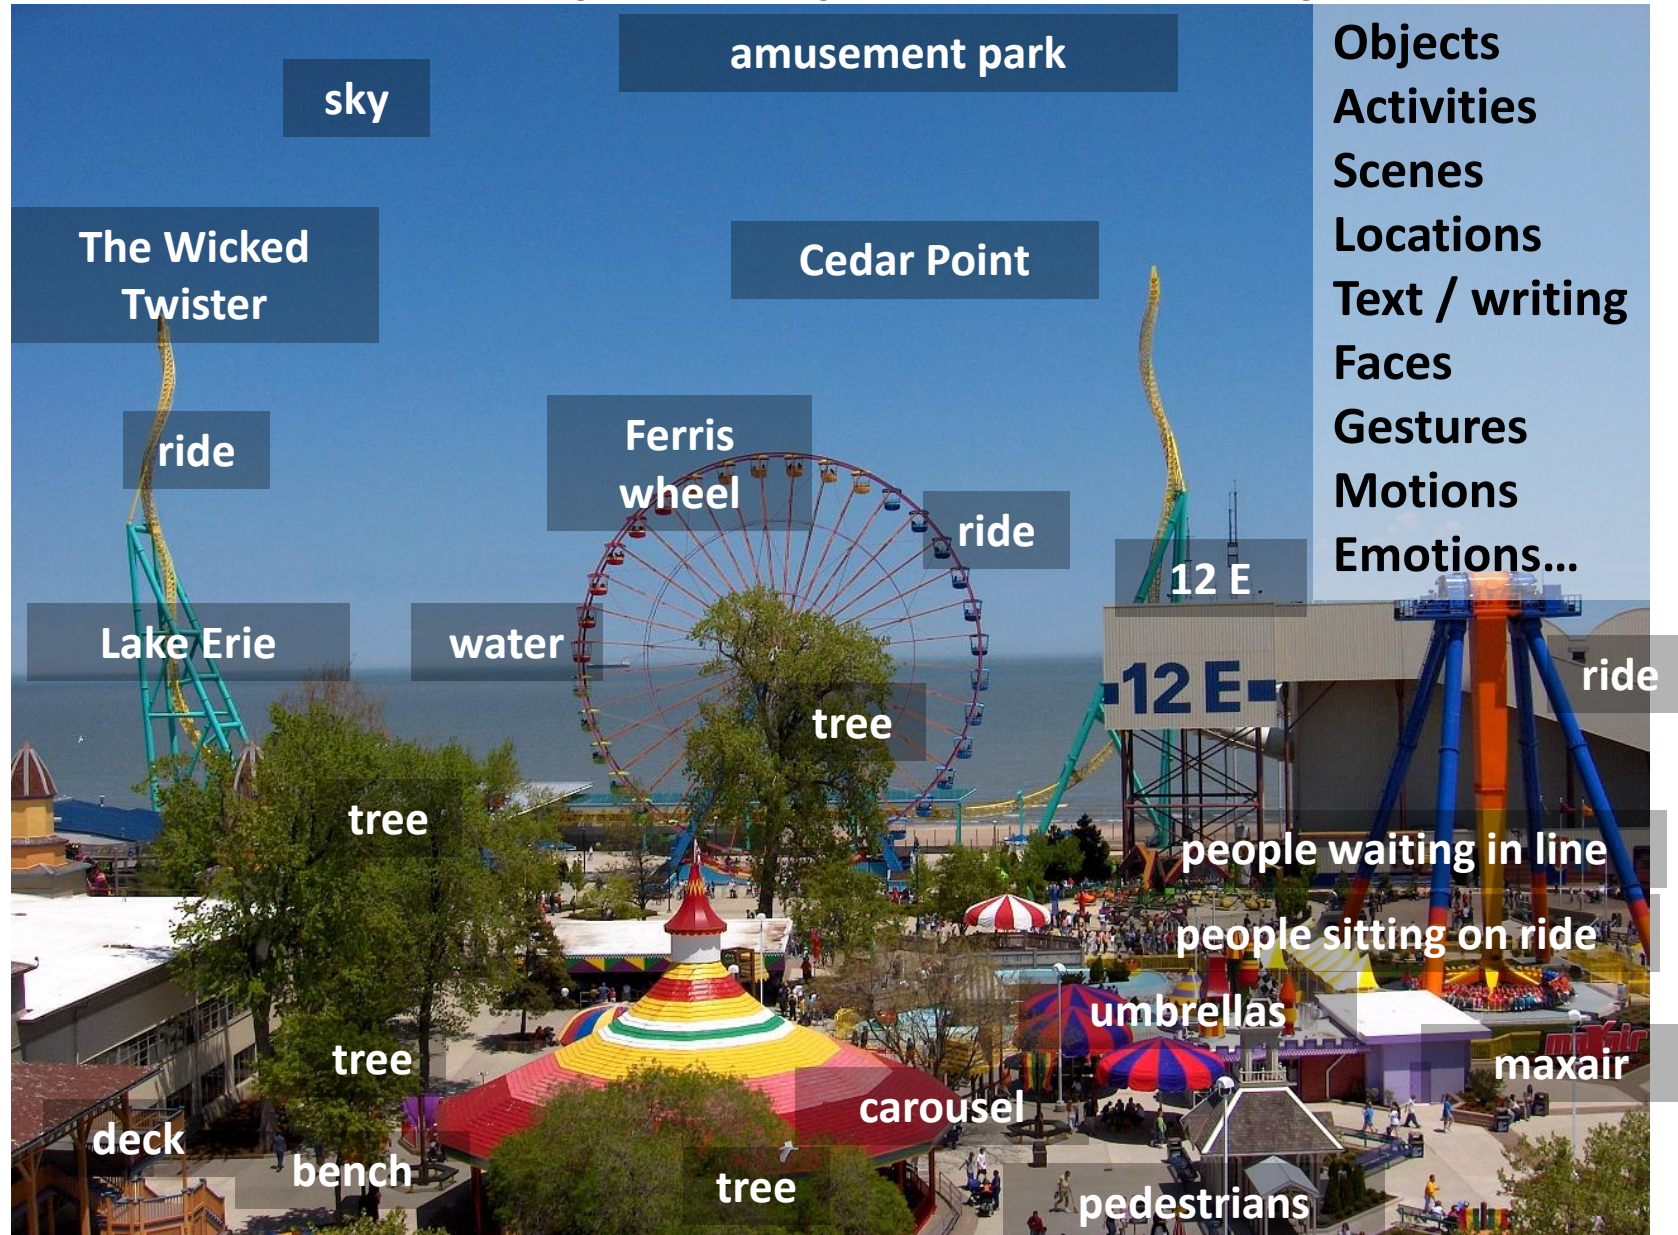 amusement park
sky
Objects
Activities
Scenes
Locations
Text / writing
Faces
Gestures
Motions
Emotions...
The Wicked
Twister
Cedar Point
ride
Ferris
wheel
ride
12 E
Lake Erie
water
12 E
ride
tree
tree
people waiting in line
people sitting on ride
umbrellas
maxair
maxair
tree
carousel
deck
bench
tree
pedestrians